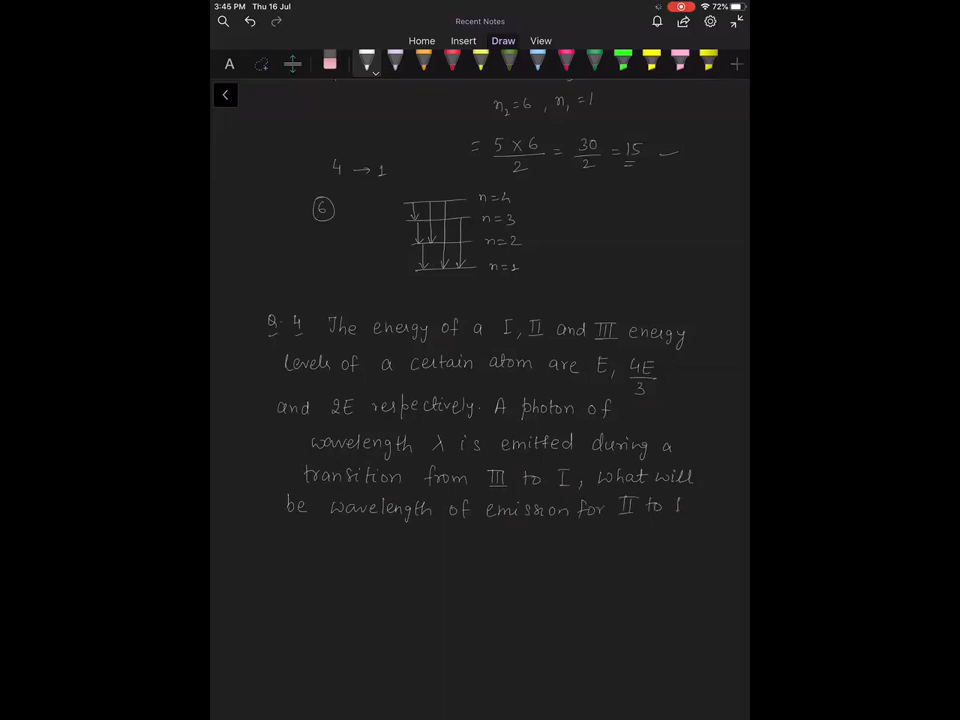 3:45 PM Thu 16 Jul
72%
Recent Notes
Home Insert Draw View
A
n₂=6 , n₁=1
= 5 × 6 / 2 = 30 / 2 = 15
4 → 1
6
n=4
n=3
n=2
n=1
Q. 4 The energy of a I, II and III energy
levels of a certain atom are E, 4E/3
and 2E respectively. A photon of
wavelength λ is emitted during a
transition from III to I, what will
be wavelength of emission for II to I